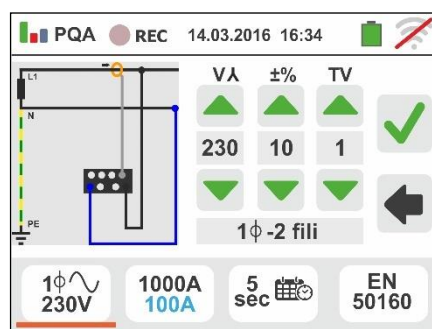 PQA REC 14.03.2016 16:34
L1
N
PE
V⅄ ±% TV
230 10 1
1ϕ -2 fili
1ϕ∿ 230V
1000A 100A
5 sec
EN 50160